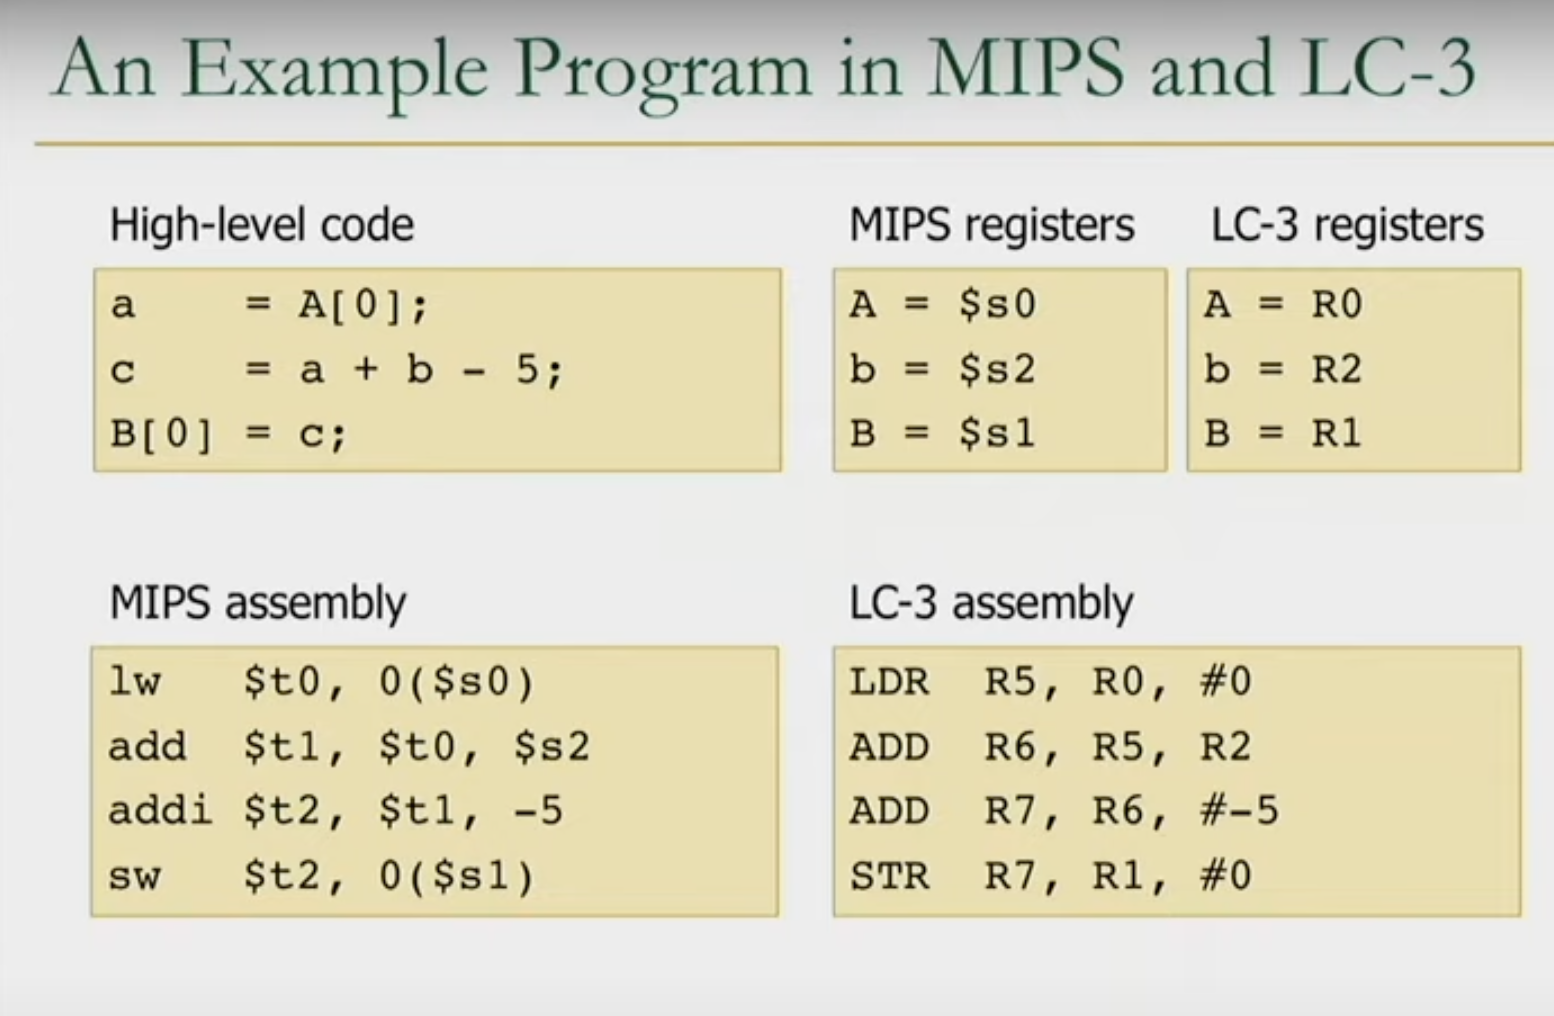 An Example Program in MIPS and LC-3
High-level code
a    = A[0];
c    = a + b - 5;
B[0] = c;
MIPS registers
A = $s0
b = $s2
B = $s1
LC-3 registers
A = R0
b = R2
B = R1
MIPS assembly
lw   $t0, 0($s0)
add  $t1, $t0, $s2
addi $t2, $t1, -5
sw   $t2, 0($s1)
LC-3 assembly
LDR  R5, R0, #0
ADD  R6, R5, R2
ADD  R7, R6, #-5
STR  R7, R1, #0